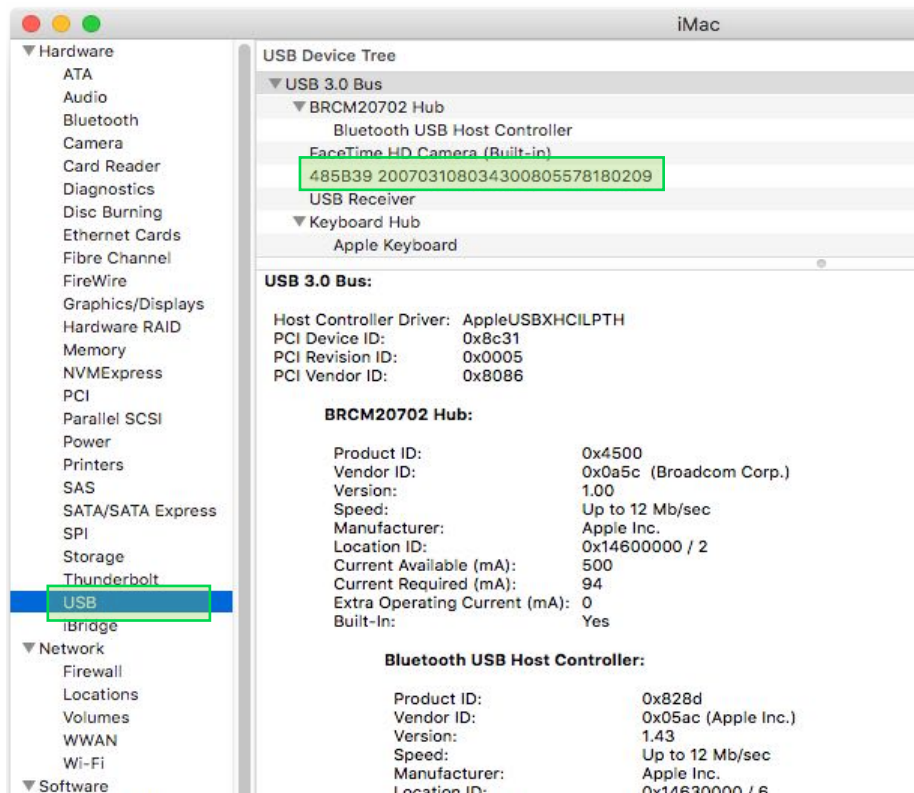 iMac
Hardware
ATA
Audio
Bluetooth
Camera
Card Reader
Diagnostics
Disc Burning
Ethernet Cards
Fibre Channel
FireWire
Graphics/Displays
Hardware RAID
Memory
NVMExpress
PCI
Parallel SCSI
Power
Printers
SAS
SATA/SATA Express
SPI
Storage
Thunderbolt
USB
iBridge
Network
Firewall
Locations
Volumes
WWAN
Wi-Fi
Software
USB Device Tree
USB 3.0 Bus
BRCM20702 Hub
Bluetooth USB Host Controller
FaceTime HD Camera (Built-in)
485B39 200703108034300805578180209
USB Receiver
Keyboard Hub
Apple Keyboard
USB 3.0 Bus:
Host Controller Driver: AppleUSBXHCILPTH
PCI Device ID: 0x8c31
PCI Revision ID: 0x0005
PCI Vendor ID: 0x8086
BRCM20702 Hub:
Product ID: 0x4500
Vendor ID: 0x0a5c (Broadcom Corp.)
Version: 1.00
Speed: Up to 12 Mb/sec
Manufacturer: Apple Inc.
Location ID: 0x14600000 / 2
Current Available (mA): 500
Current Required (mA): 94
Extra Operating Current (mA): 0
Built-In: Yes
Bluetooth USB Host Controller:
Product ID: 0x828d
Vendor ID: 0x05ac (Apple Inc.)
Version: 1.43
Speed: Up to 12 Mb/sec
Manufacturer: Apple Inc.
Location ID: 0x14630000 / 6